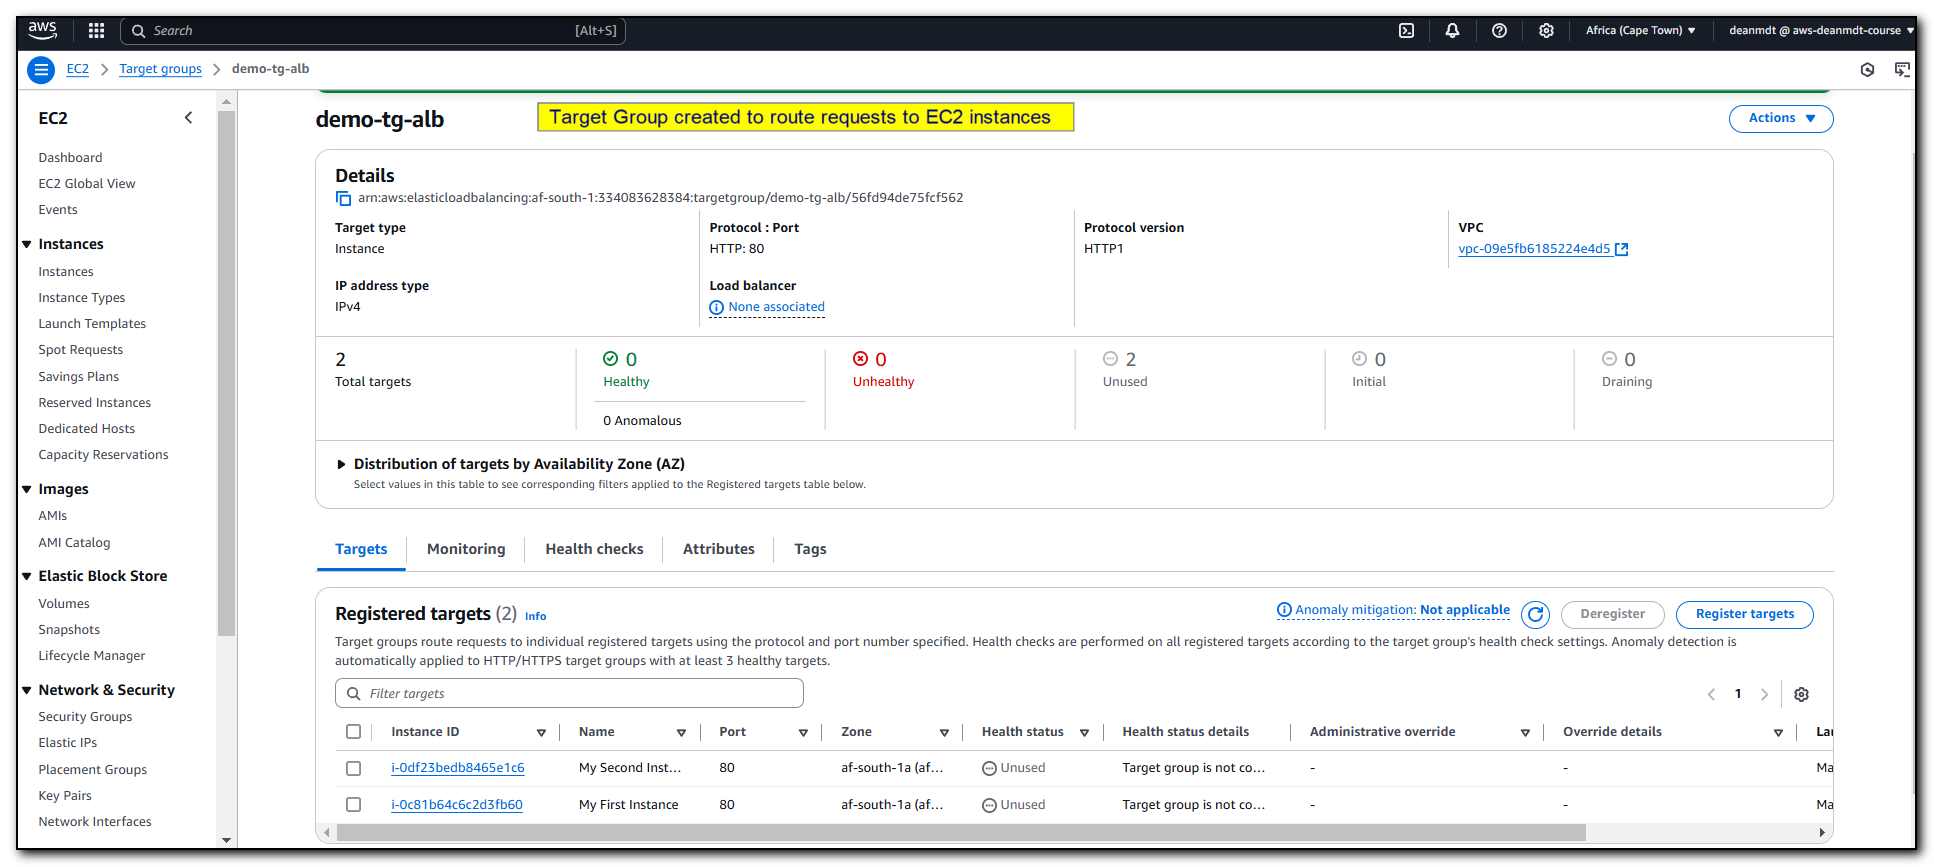 aws
Search [Alt+S]
Africa (Cape Town) ▼ deanmdt @ aws-deanmdt-course ▼
EC2 > Target groups > demo-tg-alb
EC2
Dashboard
EC2 Global View
Events
Instances
Instances
Instance Types
Launch Templates
Spot Requests
Savings Plans
Reserved Instances
Dedicated Hosts
Capacity Reservations
Images
AMIs
AMI Catalog
Elastic Block Store
Volumes
Snapshots
Lifecycle Manager
Network & Security
Security Groups
Elastic IPs
Placement Groups
Key Pairs
Network Interfaces
demo-tg-alb
Target Group created to route requests to EC2 instances
Actions
Details
arn:aws:elasticloadbalancing:af-south-1:334083628384:targetgroup/demo-tg-alb/56fd94de75fcf562
Target type
Instance
Protocol : Port
HTTP: 80
Protocol version
HTTP1
VPC
vpc-09e5fb6185224e4d5
IP address type
IPv4
Load balancer
None associated
2
Total targets
0
Healthy
0 Anomalous
0
Unhealthy
2
Unused
0
Initial
0
Draining
Distribution of targets by Availability Zone (AZ)
Select values in this table to see corresponding filters applied to the Registered targets table below.
Targets Monitoring Health checks Attributes Tags
Registered targets (2) Info
Anomaly mitigation: Not applicable Deregister Register targets
Target groups route requests to individual registered targets using the protocol and port number specified. Health checks are performed on all registered targets according to the target group's health check settings. Anomaly detection is
automatically applied to HTTP/HTTPS target groups with at least 3 healthy targets.
Filter targets
1
Instance ID Name Port Zone Health status Health status details Administrative override Override details Lau
i-0df23bedb8465e1c6 My Second Inst... 80 af-south-1a (af... Unused Target group is not co... - - Ma
i-0c81b64c6c2d3fb60 My First Instance 80 af-south-1a (af... Unused Target group is not co... - - Ma